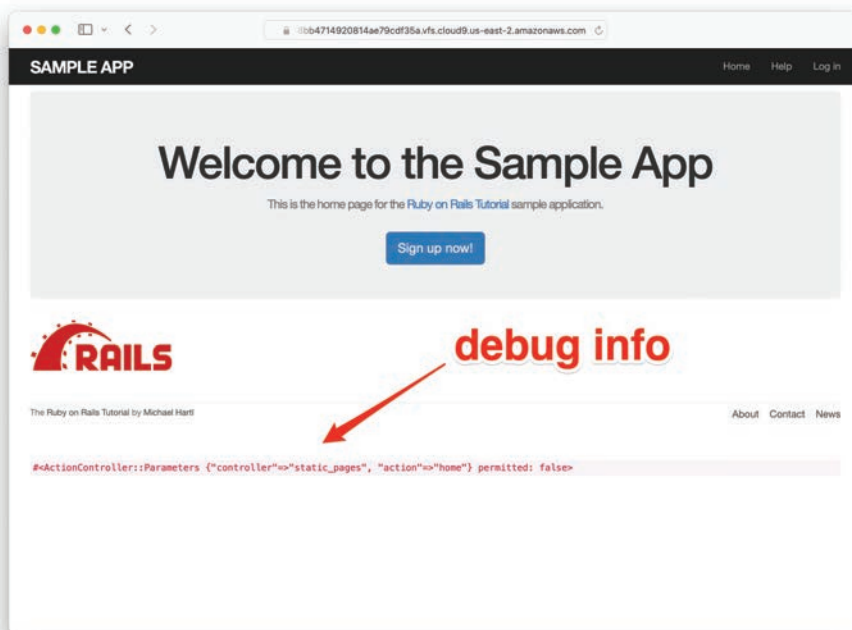 bb4714920814ae79cdf35a.vfs.cloud9.us-east-2.amazonaws.com
SAMPLE APP
Home Help Log in
Welcome to the Sample App
This is the home page for the Ruby on Rails Tutorial sample application.
Sign up now!
RAILS
debug info
The Ruby on Rails Tutorial by Michael Hartl
About Contact News
#<ActionController::Parameters {"controller"=>"static_pages", "action"=>"home"} permitted: false>